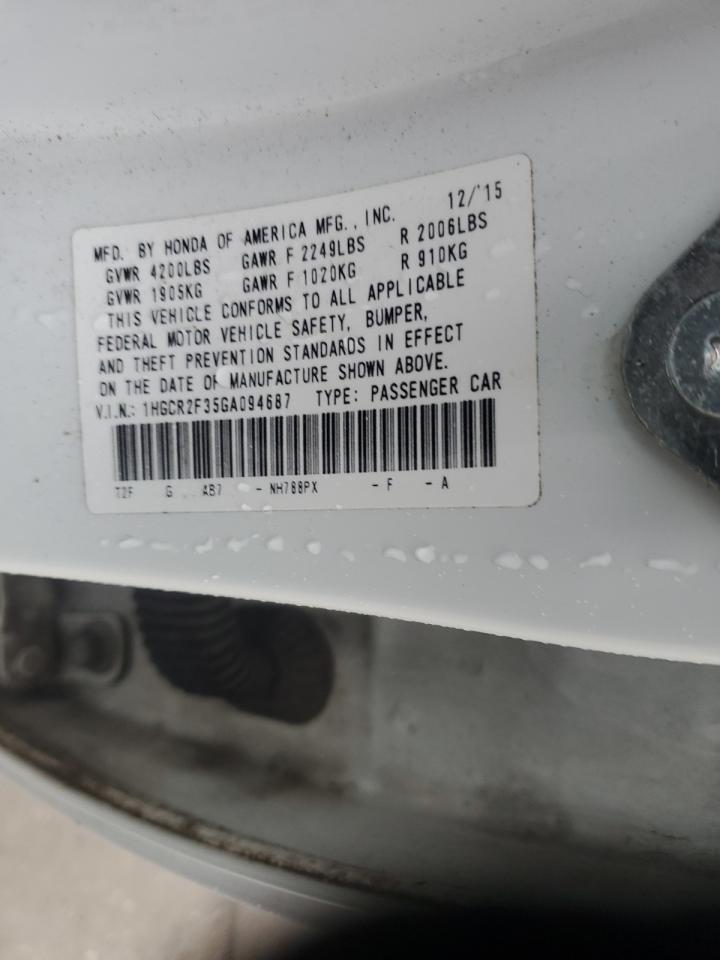 12/'15
MFD. BY HONDA OF AMERICA MFG., INC.
GVWR 4200LBS GAWR F 2249LBS R 2006LBS
GVWR 1905KG GAWR F 1020KG R 910KG
THIS VEHICLE CONFORMS TO ALL APPLICABLE
FEDERAL MOTOR VEHICLE SAFETY, BUMPER,
AND THEFT PREVENTION STANDARDS IN EFFECT
ON THE DATE OF MANUFACTURE SHOWN ABOVE.
V.I.N.: 1HGCR2F35GA094687 TYPE: PASSENGER CAR
T2F G AB7 - NH788PX - F - A